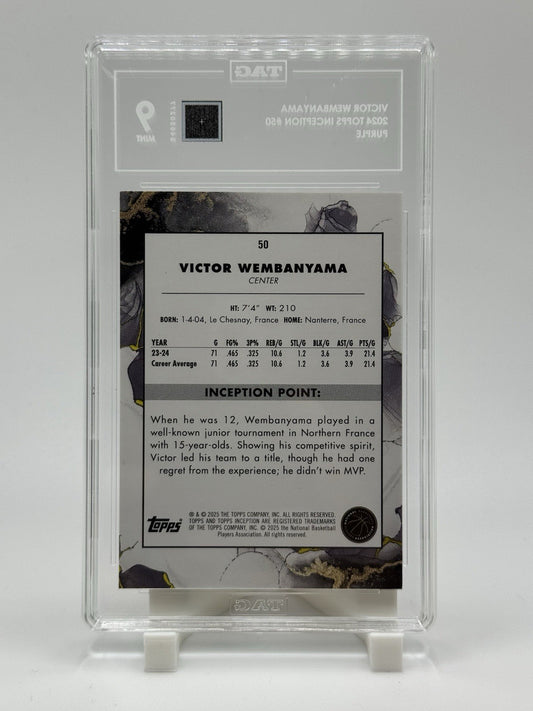 TAG
VICTOR WEMBANYAMA
2024 TOPPS INCEPTION #50
PURPLE
9
MINT
50
VICTOR WEMBANYAMA
CENTER
HT: 7'4" WT: 210
BORN: 1-4-04, Le Chesnay, France HOME: Nanterre, France
YEAR G FG% 3P% REB/G STL/G BLK/G AST/G PTS/G
23-24 71 .465 .325 10.6 1.2 3.6 3.9 21.4
Career Average 71 .465 .325 10.6 1.2 3.6 3.9 21.4
INCEPTION POINT:
When he was 12, Wembanyama played in a
well-known junior tournament in Northern France
with 15-year-olds. Showing his competitive spirit,
Victor led his team to a title, though he had one
regret from the experience; he didn't win MVP.
Topps
® & © 2025 THE TOPPS COMPANY, INC. ALL RIGHTS RESERVED.
TOPPS AND TOPPS INCEPTION ARE REGISTERED TRADEMARKS
OF THE TOPPS COMPANY, INC. © 2025 the National Basketball
Players Association. All rights reserved.
TAG